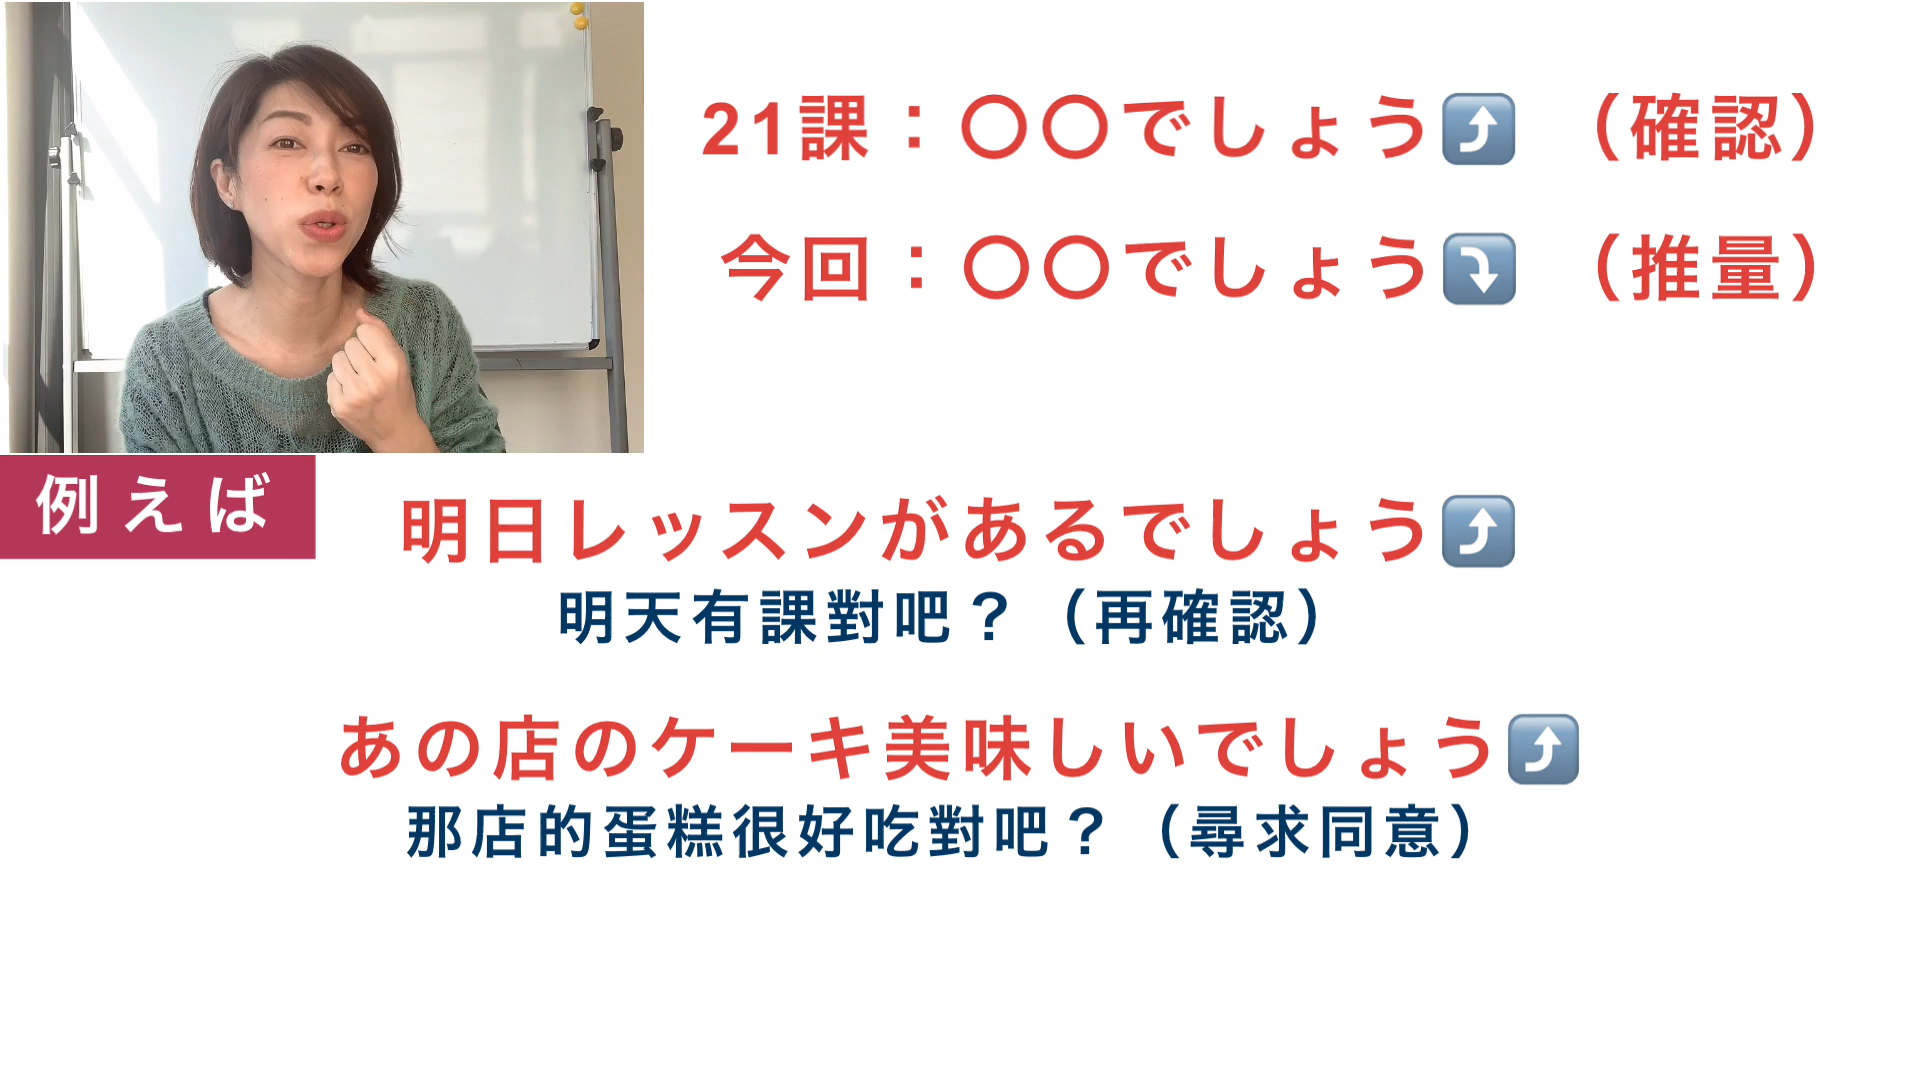 21課：〇〇でしょう⤴️（確認）
今回：〇〇でしょう⤵️（推量）
例えば
明日レッスンがあるでしょう⤴️
明天有課對吧？（再確認）
あの店のケーキ美味しいでしょう⤴️
那店的蛋糕很好吃對吧？（尋求同意）